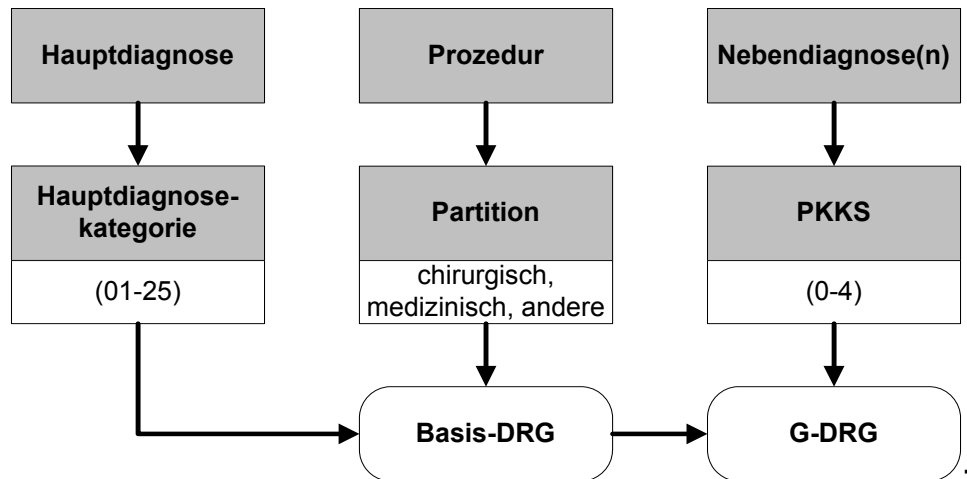 Hauptdiagnose
Prozedur
Nebendiagnose(n)
Hauptdiagnose-
kategorie
(01-25)
Partition
chirurgisch,
medizinisch, andere
PKKS
(0-4)
Basis-DRG
G-DRG